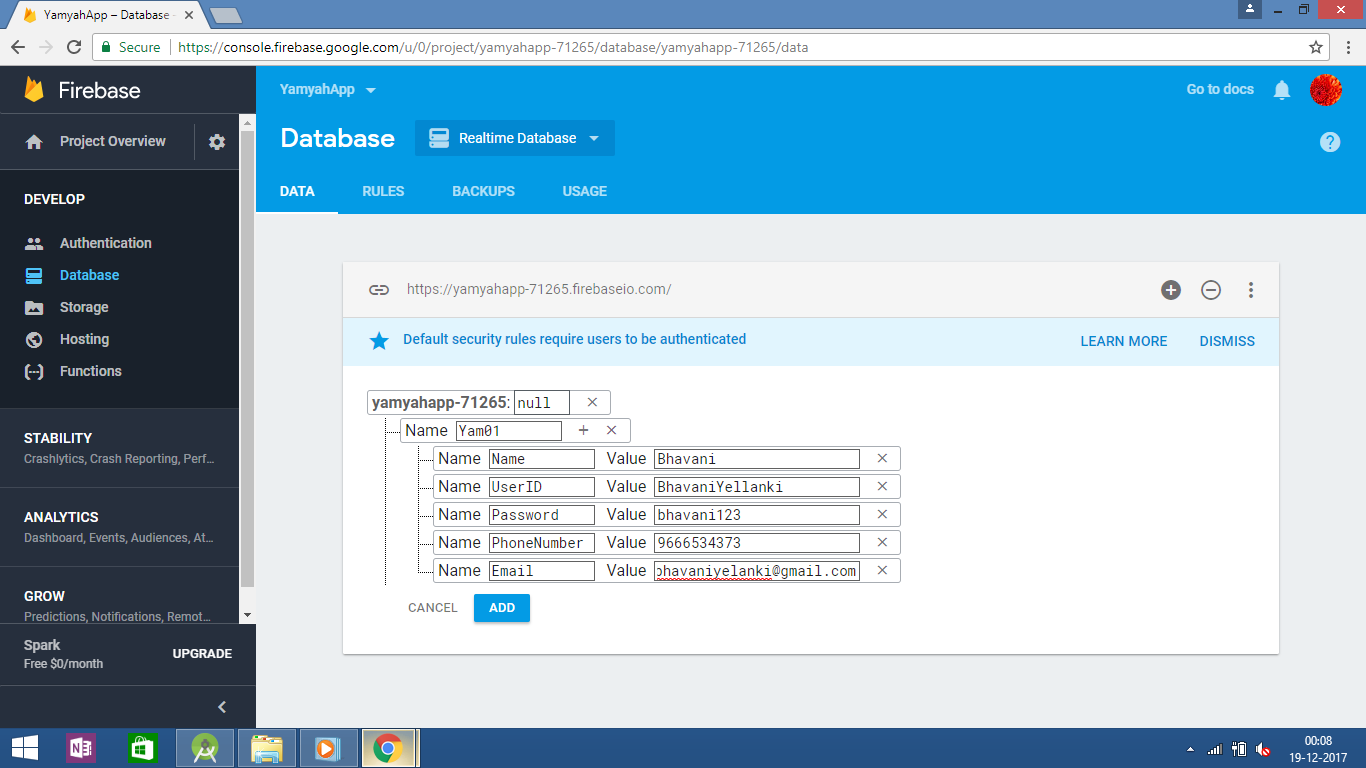 YamyahApp – Database
Secure https://console.firebase.google.com/u/0/project/yamyahapp-71265/database/yamyahapp-71265/data
Firebase
YamyahApp
Go to docs
Project Overview
Database
Realtime Database
DATA RULES BACKUPS USAGE
DEVELOP
Authentication
Database
Storage
Hosting
Functions
STABILITY
Crashlytics, Crash Reporting, Perf...
ANALYTICS
Dashboard, Events, Audiences, At...
GROW
Predictions, Notifications, Remot...
Spark
Free $0/month
UPGRADE
https://yamyahapp-71265.firebaseio.com/
Default security rules require users to be authenticated
LEARN MORE DISMISS
yamyahapp-71265: null
Name Yam01
Name Name Value Bhavani
Name UserID Value BhavaniYellanki
Name Password Value bhavani123
Name PhoneNumber Value 9666534373
Name Email Value bhavaniyelanki@gmail.com
CANCEL ADD
00:08
19-12-2017